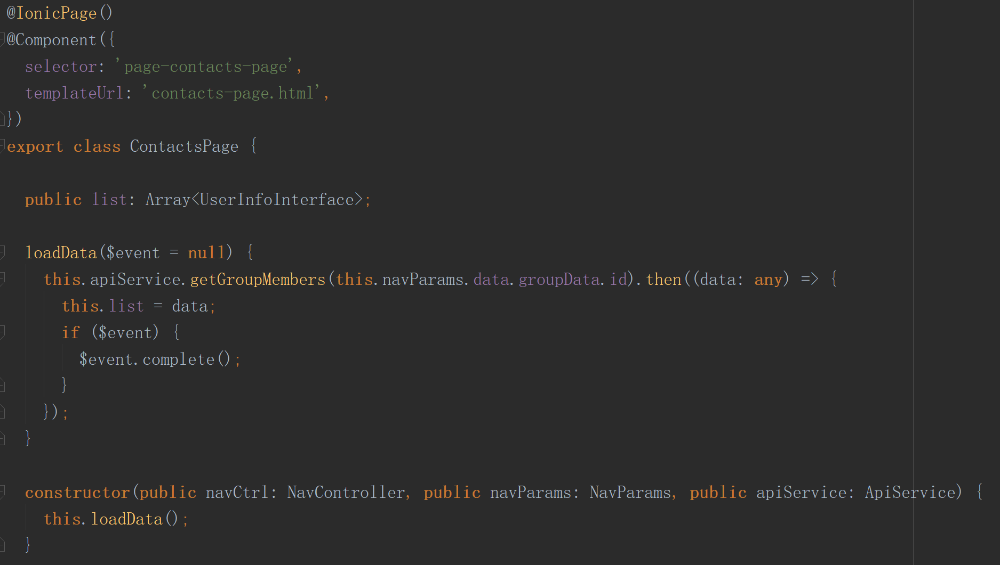 @IonicPage()
@Component({
  selector: 'page-contacts-page',
  templateUrl: 'contacts-page.html',
})
export class ContactsPage {
  public list: Array<UserInfoInterface>;
  loadData($event = null) {
    this.apiService.getGroupMembers(this.navParams.data.groupData.id).then((data: any) => {
      this.list = data;
      if ($event) {
        $event.complete();
      }
    });
  }
  constructor(public navCtrl: NavController, public navParams: NavParams, public apiService: ApiService) {
    this.loadData();
  }